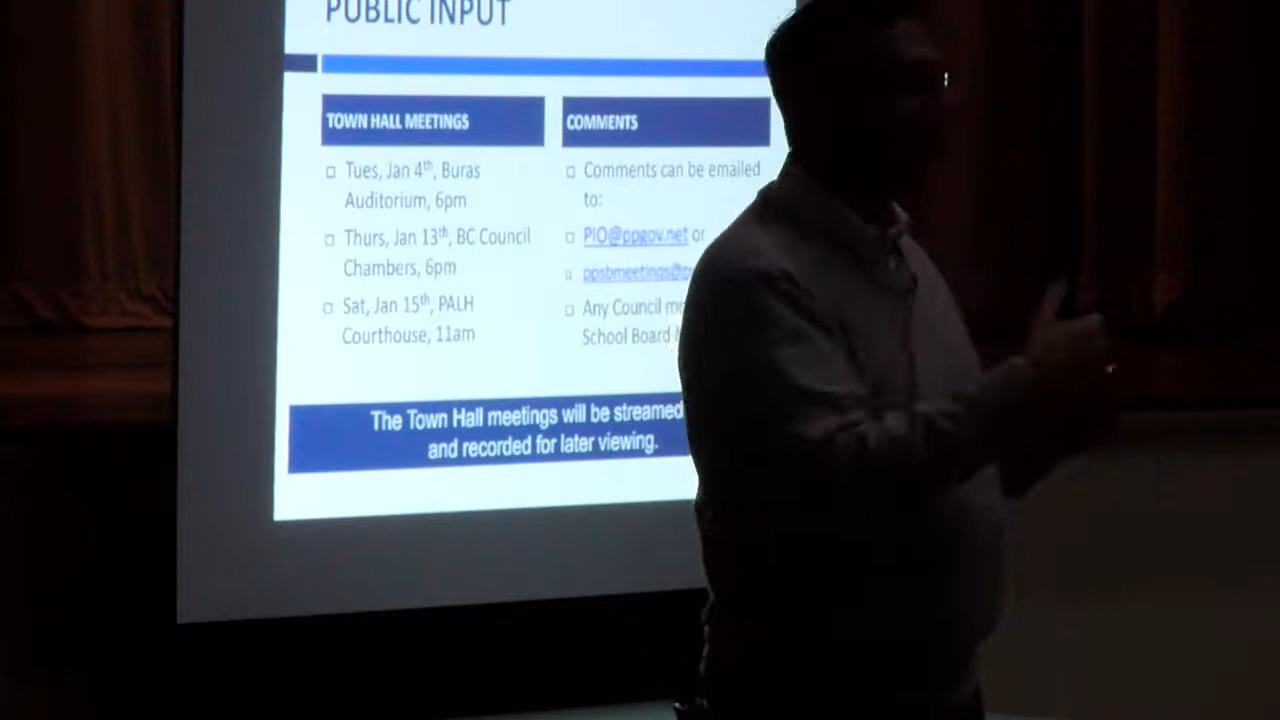 PUBLIC INPUT
TOWN HALL MEETINGS
□ Tues, Jan 4th, Buras
Auditorium, 6pm
□ Thurs, Jan 13th, BC Council
Chambers, 6pm
□ Sat, Jan 15th, PALH
Courthouse, 11am
COMMENTS
□ Comments can be emailed
to:
□ PIO@ppgov.net or
□ ppsbmeetings@
□ Any Council
School Board
The Town Hall meetings will be streamed
and recorded for later viewing.